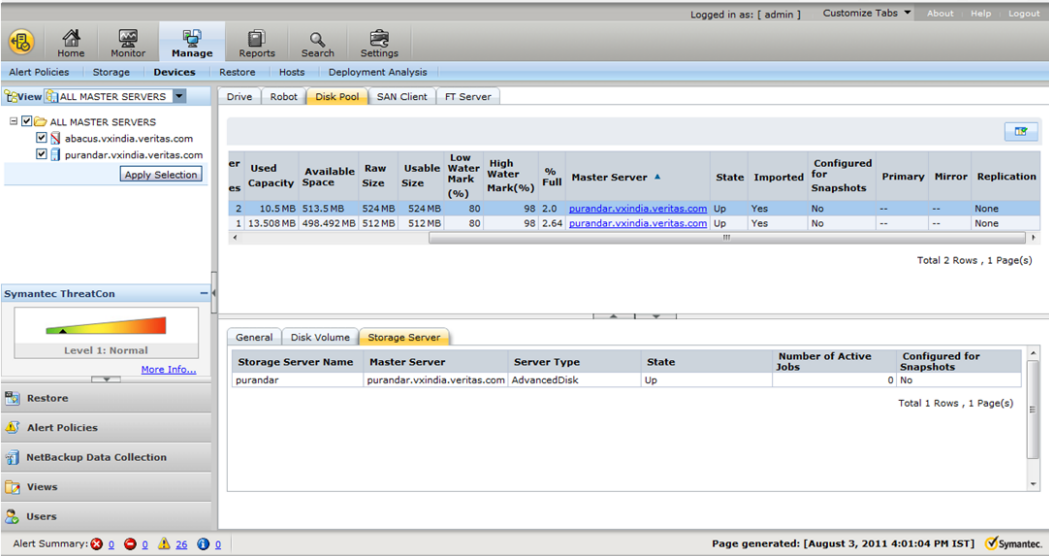 Logged in as: [ admin ] Customize Tabs About Help Logout
Home Monitor Manage Reports Search Settings
Alert Policies Storage Devices Restore Hosts Deployment Analysis
View ALL MASTER SERVERS
Drive Robot Disk Pool SAN Client FT Server
ALL MASTER SERVERS
abacus.vxindia.veritas.com
purandar.vxindia.veritas.com
Apply Selection
er es Used Capacity Available Space Raw Size Usable Size Low Water Mark (%) High Water Mark(%) % Full Master Server State Imported Configured for Snapshots Primary Mirror Replication
2 10.5 MB 513.5 MB 524 MB 524 MB 80 98 2.0 purandar.vxindia.veritas.com Up Yes No -- -- None
1 13.508 MB 498.492 MB 512 MB 512 MB 80 98 2.64 purandar.vxindia.veritas.com Up Yes No -- -- None
Total 2 Rows , 1 Page(s)
Symantec ThreatCon
Level 1: Normal
More Info...
Restore
Alert Policies
NetBackup Data Collection
Views
Users
General Disk Volume Storage Server
Storage Server Name Master Server Server Type State Number of Active Jobs Configured for Snapshots
purandar purandar.vxindia.veritas.com AdvancedDisk Up 0 No
Total 1 Rows , 1 Page(s)
Alert Summary: 0 0 26 0
Page generated: [August 3, 2011 4:01:04 PM IST] Symantec.